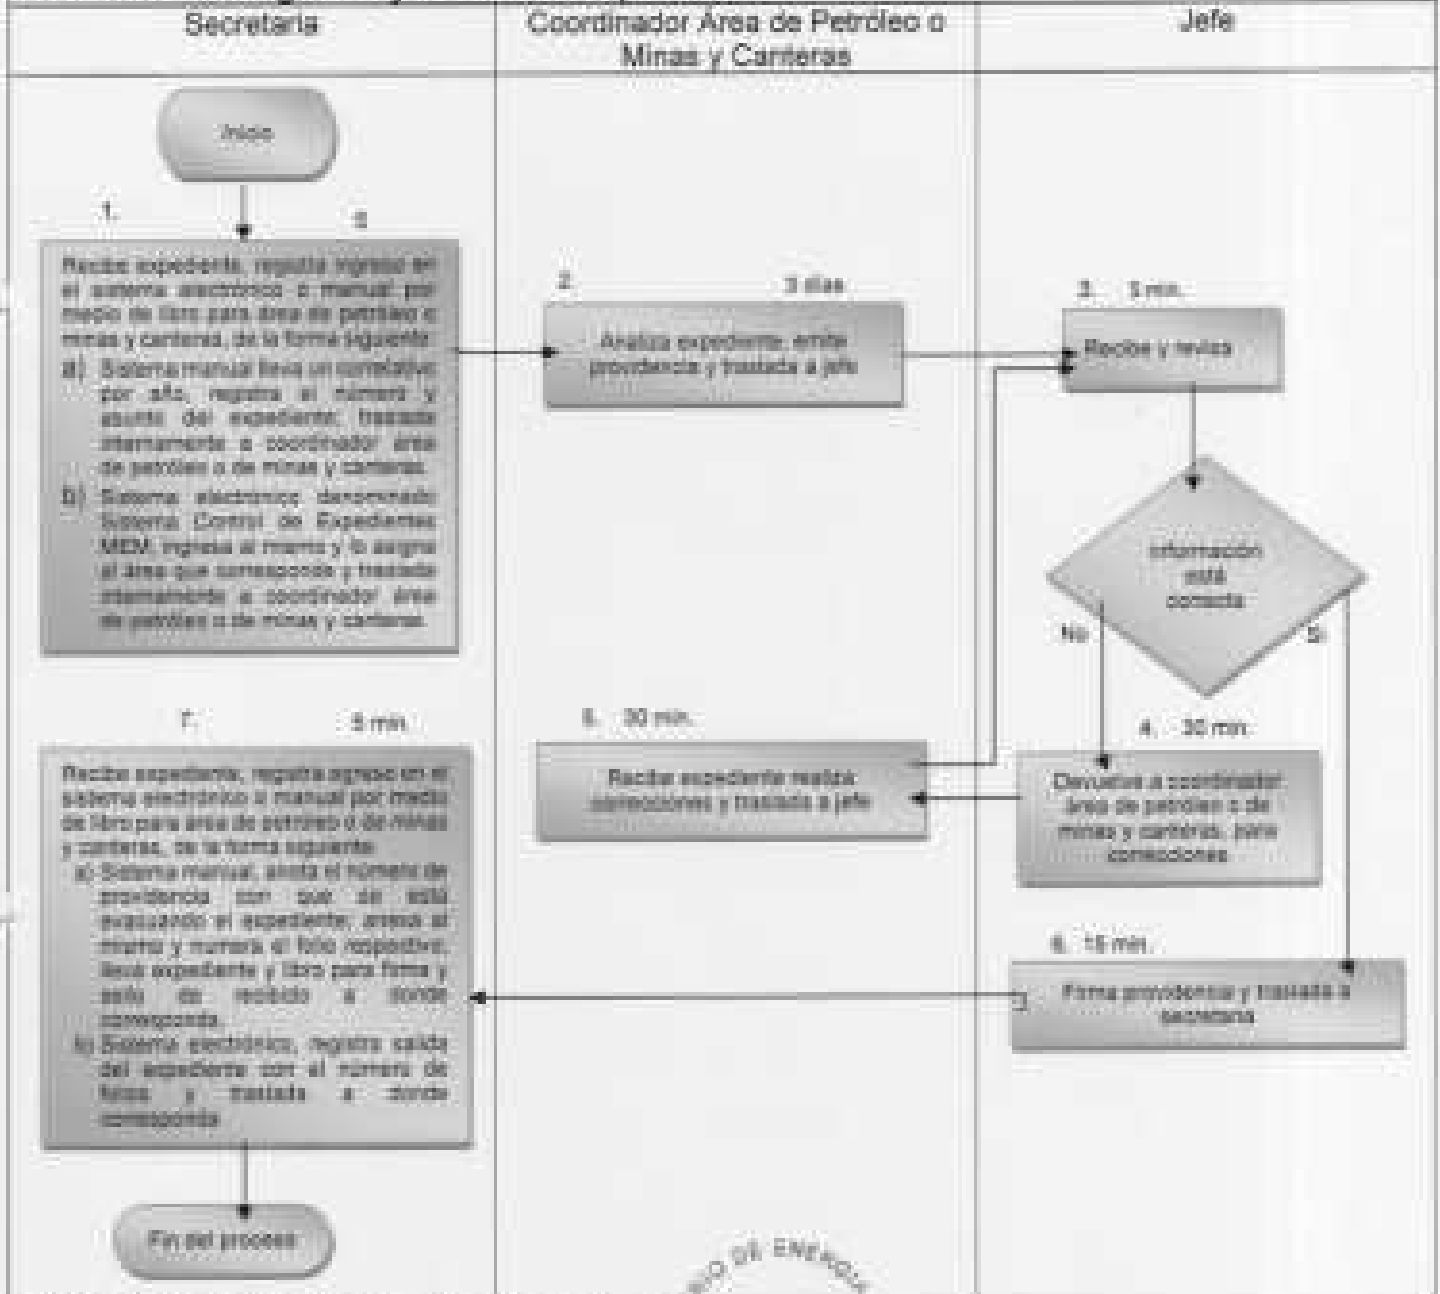 Secretaria
Coordinador Área de Petróleo o
Minas y Canteras
Jefe
Inicio
1.
5
Recibe expediente, registra ingreso en
el sistema electrónico o manual por
medio de libro para área de petróleo o
minas y canteras, de la forma siguiente:
a) Sistema manual lleva un correlativo
por año, registra el número y
asunto del expediente, traslada
internamente a coordinador área
de petróleo o de minas y canteras.
b) Sistema electrónico denominado
Sistema Control de Expedientes
MEM, ingresa al mismo y lo asigna
al área que corresponda y traslada
internamente a coordinador área
de petróleo o de minas y canteras.
2. 3 días
Analiza expediente, emite
providencia y traslada a jefe
3. 5 min.
Recibe y revisa
Información
está
correcta
No
Si
4. 30 min.
Devuelve a coordinador
área de petróleo o de
minas y canteras, para
correcciones
5. 30 min.
Recibe expediente realiza
correcciones y traslada a jefe
6. 15 min.
Firma providencia y traslada a
secretaria
7. 5 min.
Recibe expediente, registra egreso en el
sistema electrónico o manual por medio
de libro para área de petróleo o de minas
y canteras, de la forma siguiente:
a) Sistema manual, anota el número de
providencia con que se está
evacuando el expediente, anexa al
mismo y numera el folio respectivo,
lleva expediente y libro para firma y
sello de recibido a donde
corresponda.
b) Sistema electrónico, registra salida
del expediente con el número de
folios y traslada a donde
corresponda
Fin del proceso
DE ENERGÍA